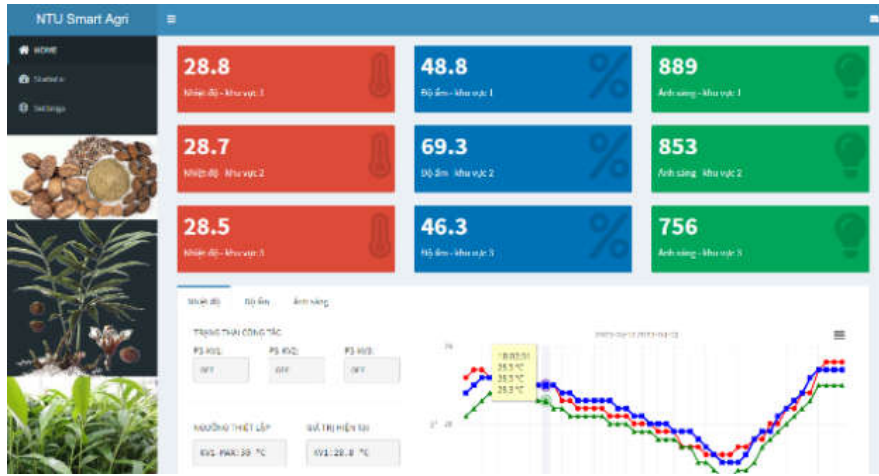 NTU Smart Agri
HOME
Statistic
Settings
28.8
Nhiệt độ - khu vực 1
48.8
Độ ẩm - khu vực 1
889
Ánh sáng - khu vực 1
28.7
Nhiệt độ - khu vực 2
69.3
Độ ẩm - khu vực 2
853
Ánh sáng - khu vực 2
28.5
Nhiệt độ - khu vực 3
46.3
Độ ẩm - khu vực 3
756
Ánh sáng - khu vực 3
Nhiệt độ Độ ẩm Ánh sáng
TRẠNG THÁI CÔNG TẮC
OFF OFF OFF
NGƯỠNG THIẾT LẬP GIÁ TRỊ HIỆN TẠI
KV1-MAX:30 °C KV1:28.8 °C